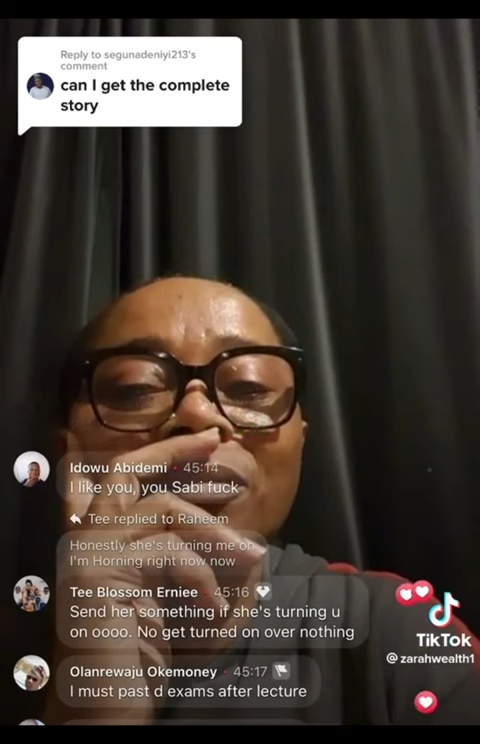 Reply to segunadeniyi213's
comment
can I get the complete
story
Idowu Abidemi · 45:14
I like you, you Sabi fuck
Tee replied to Raheem
Honestly she's turning me on
I'm Horning right now now
Tee Blossom Erniee · 45:16
Send her something if she's turning u
on oooo. No get turned on over nothing
Olanrewaju Okemoney · 45:17
I must past d exams after lecture
TikTok
@ zarahwealth1